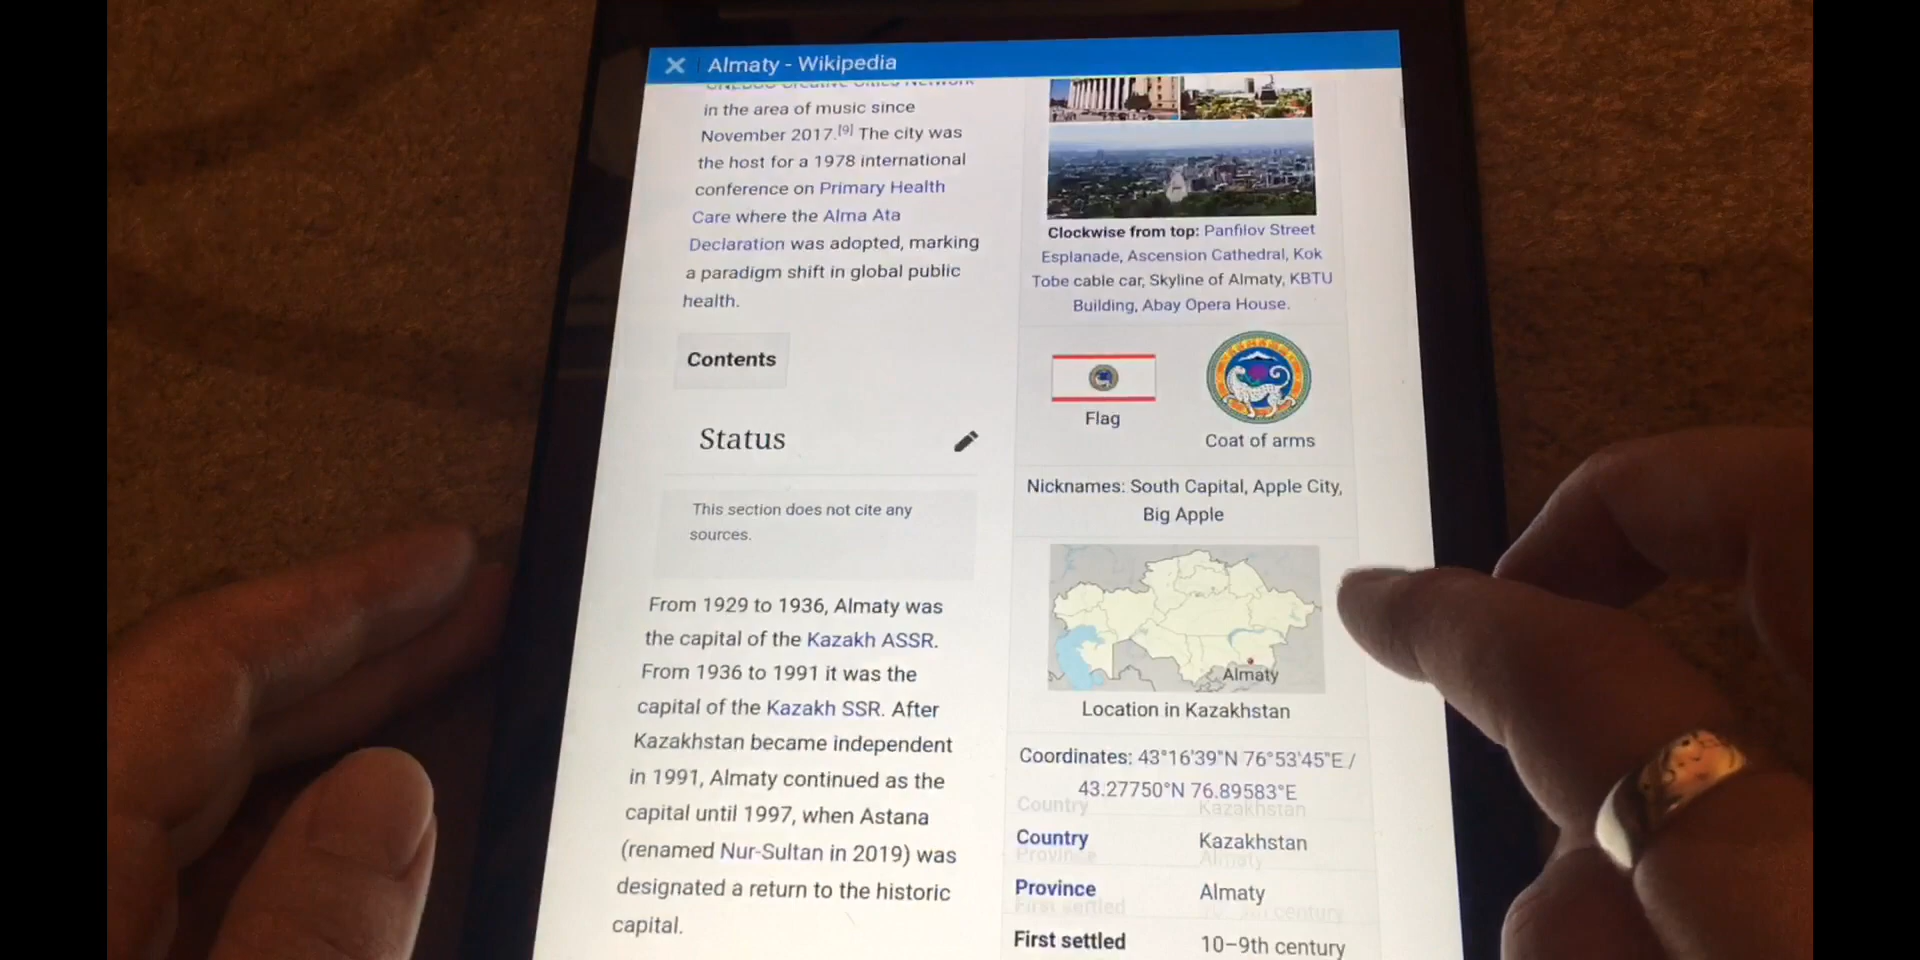 Almaty - Wikipedia
in the area of music since
November 2017.[9] The city was
the host for a 1978 international
conference on Primary Health
Care where the Alma Ata
Declaration was adopted, marking
a paradigm shift in global public
health.
Contents
Status
This section does not cite any
sources.
From 1929 to 1936, Almaty was
the capital of the Kazakh ASSR.
From 1936 to 1991 it was the
capital of the Kazakh SSR. After
Kazakhstan became independent
in 1991, Almaty continued as the
capital until 1997, when Astana
(renamed Nur-Sultan in 2019) was
designated a return to the historic
capital.
Clockwise from top: Panfilov Street
Esplanade, Ascension Cathedral, Kok
Tobe cable car, Skyline of Almaty, KBTU
Building, Abay Opera House.
Flag
Coat of arms
Nicknames: South Capital, Apple City,
Big Apple
Almaty
Location in Kazakhstan
Coordinates: 43°16'39"N 76°53'45"E /
43.27750°N 76.89583°E
Country Kazakhstan
Province Almaty
First settled 10–9th century